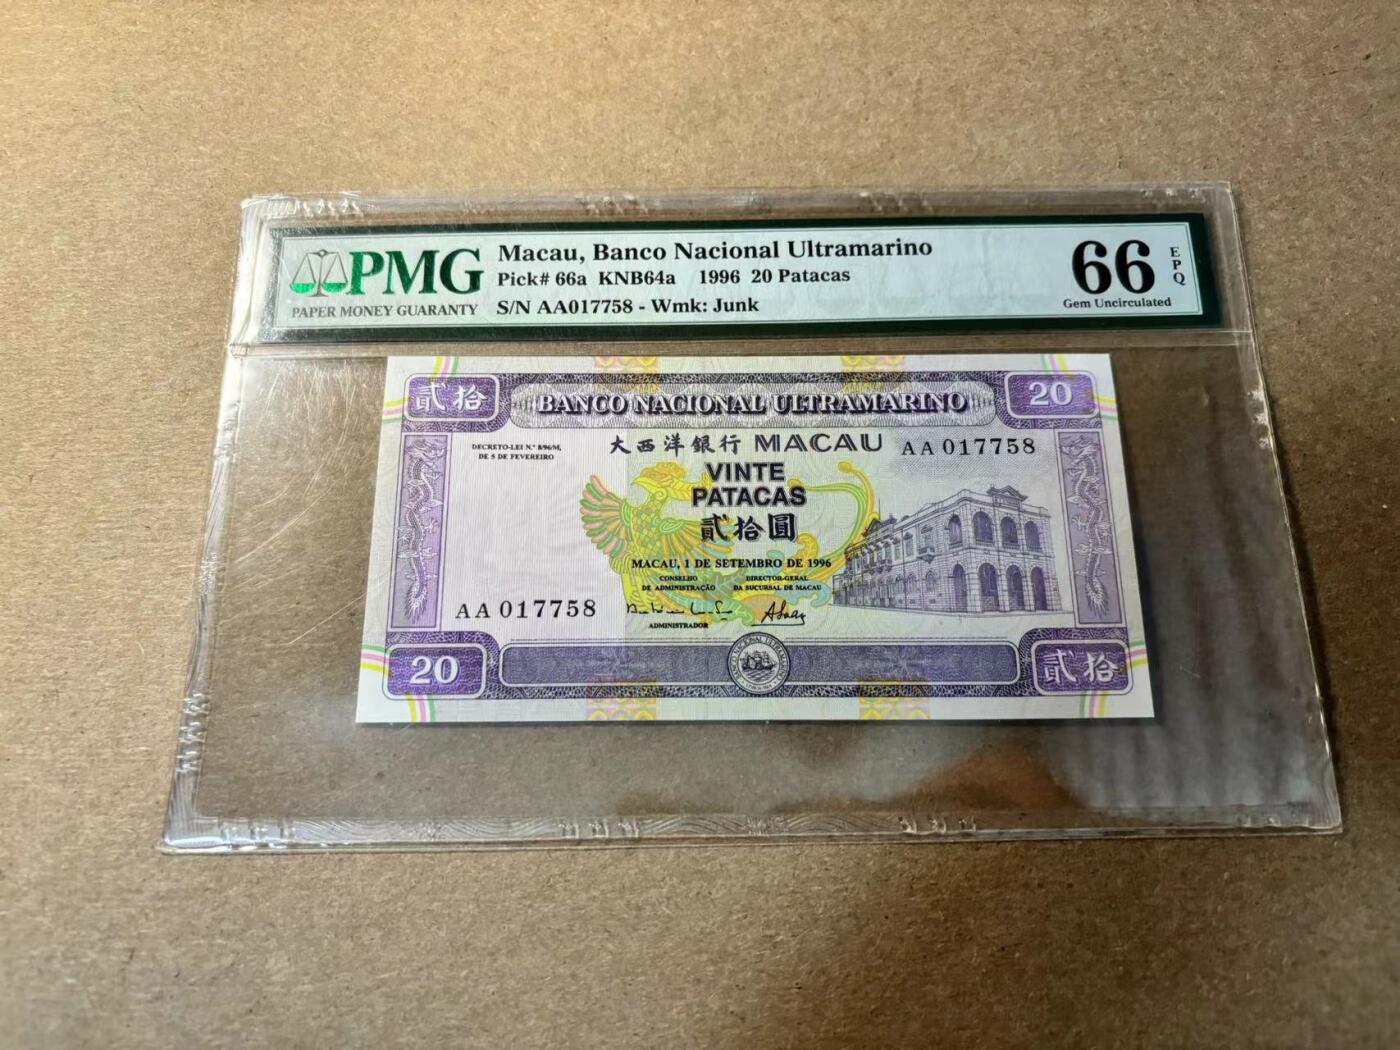 PMG
PAPER MONEY GUARANTY
Macau, Banco Nacional Ultramarino
Pick# 66a KNB64a 1996 20 Patacas
S/N AA017758 - Wmk: Junk
66
EPQ
Gem Uncirculated
貳拾
BANCO NACIONAL ULTRAMARINO
20
DECRETO-LEI N.º 8/96/M,
DE 5 DE FEVEREIRO
大西洋銀行 MACAU
AA 017758
VINTE
PATACAS
貳拾圓
MACAU, 1 DE SETEMBRO DE 1996
CONSELHO
DE ADMINISTRAÇÃO
DIRECTOR-GERAL
DA SUCURSAL DE MACAU
AA 017758
ADMINISTRADOR
20
BANCO NACIONAL ULTRAMARINO
貳拾